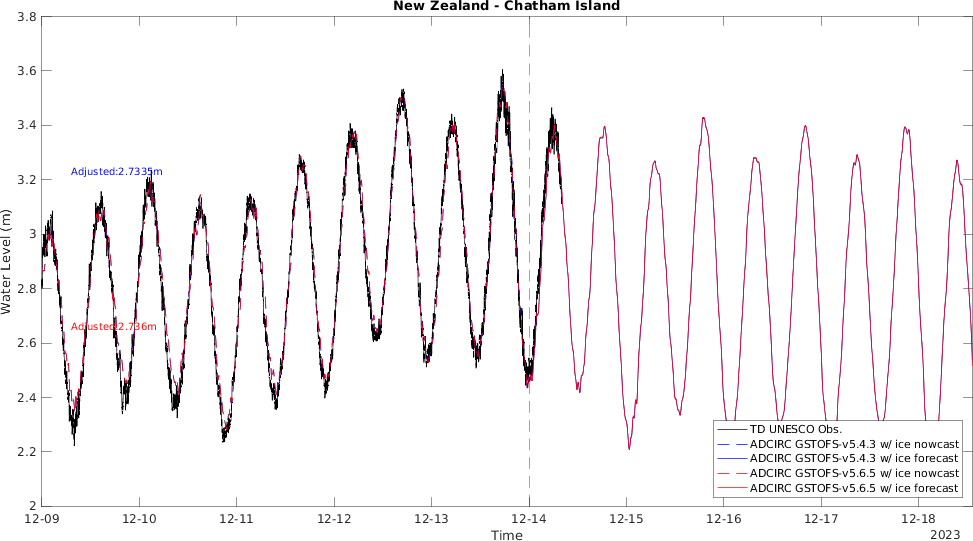 New Zealand - Chatham Island
3.8
3.6
3.4
3.2
3
2.8
2.6
2.4
2.2
2
Water Level (m)
Adjusted:2.7335m
Adjusted:2.736m
TD UNESCO Obs.
ADCIRC GSTOFS-v5.4.3 w/ ice nowcast
ADCIRC GSTOFS-v5.4.3 w/ ice forecast
ADCIRC GSTOFS-v5.6.5 w/ ice nowcast
ADCIRC GSTOFS-v5.6.5 w/ ice forecast
12-09 12-10 12-11 12-12 12-13 12-14 12-15 12-16 12-17 12-18
Time
2023